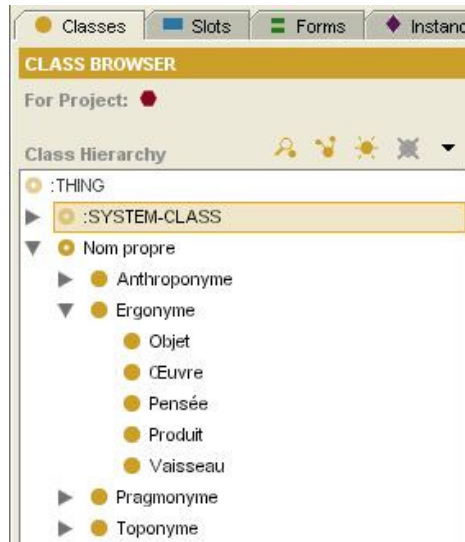 Classes Slots Forms Instanc
CLASS BROWSER
For Project:
Class Hierarchy
:THING
:SYSTEM-CLASS
Nom propre
Anthroponyme
Ergonyme
Objet
Œuvre
Pensée
Produit
Vaisseau
Pragmonyme
Toponyme